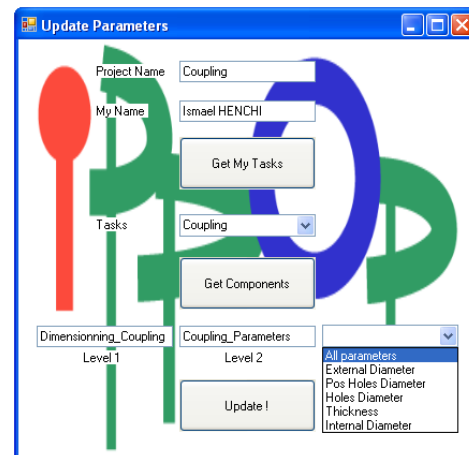 Update Parameters
Project Name
Coupling
My Name
Ismael HENCHI
Get My Tasks
Tasks
Coupling
Get Components
Dimensionning_Coupling
Coupling_Parameters
Level 1
Level 2
All parameters
External Diameter
Pos Holes Diameter
Holes Diameter
Thickness
Internal Diameter
Update !